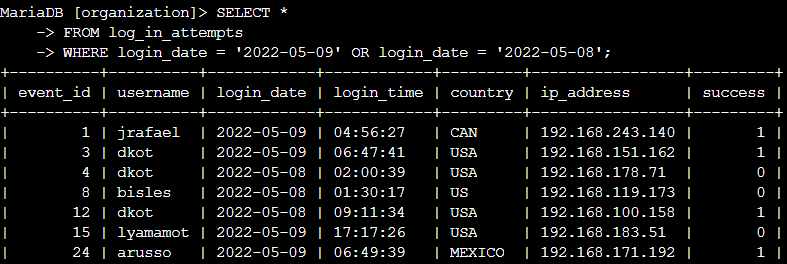 MariaDB [organization]> SELECT *
    -> FROM log_in_attempts
    -> WHERE login_date = '2022-05-09' OR login_date = '2022-05-08';
+----------+----------+------------+------------+---------+-----------------+---------+
| event_id | username | login_date | login_time | country | ip_address      | success |
+----------+----------+------------+------------+---------+-----------------+---------+
|        1 | jrafael  | 2022-05-09 | 04:56:27   | CAN     | 192.168.243.140 |       1 |
|        3 | dkot     | 2022-05-09 | 06:47:41   | USA     | 192.168.151.162 |       1 |
|        4 | dkot     | 2022-05-08 | 02:00:39   | USA     | 192.168.178.71  |       0 |
|        8 | bisles   | 2022-05-08 | 01:30:17   | US      | 192.168.119.173 |       0 |
|       12 | dkot     | 2022-05-08 | 09:11:34   | USA     | 192.168.100.158 |       1 |
|       15 | lyamamot | 2022-05-09 | 17:17:26   | USA     | 192.168.183.51  |       0 |
|       24 | arusso   | 2022-05-09 | 06:49:39   | MEXICO  | 192.168.171.192 |       1 |